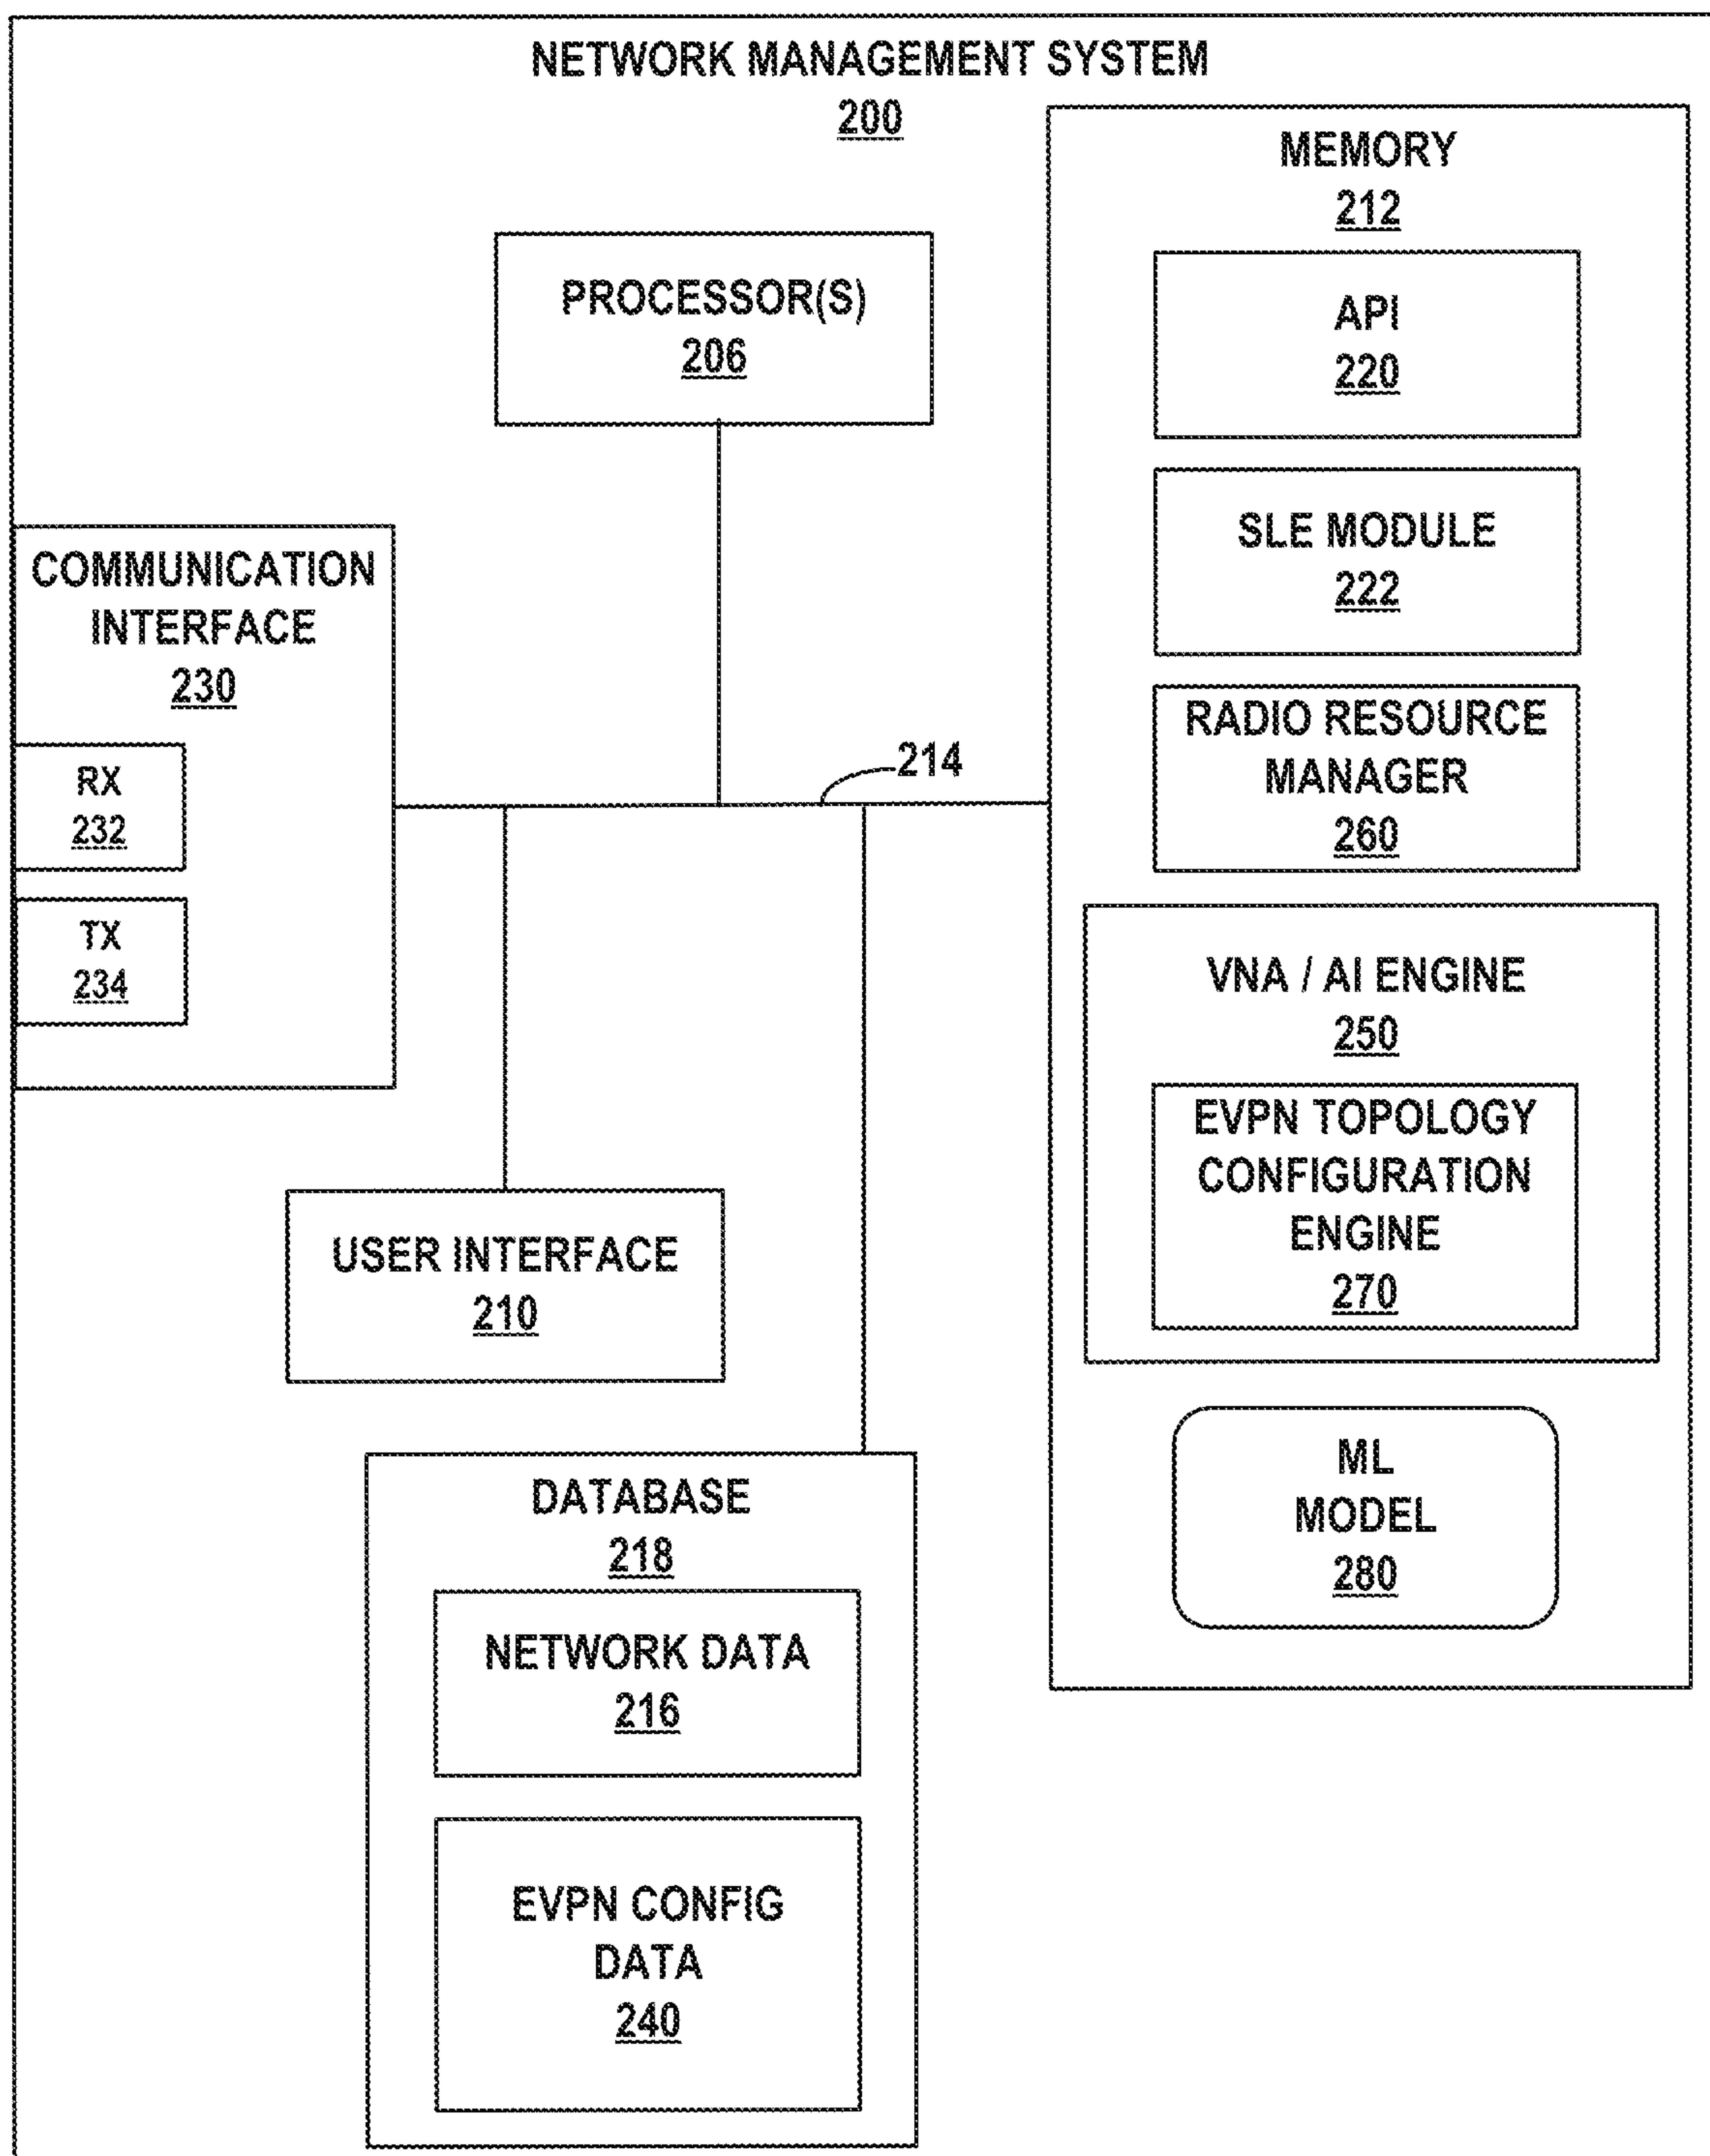 NETWORK MANAGEMENT SYSTEM
200
MEMORY
212
PROCESSOR(S)
206
API
220
SLE MODULE
222
COMMUNICATION
INTERFACE
230
RX
232
TX
234
214
RADIO RESOURCE
MANAGER
260
VNA / AI ENGINE
250
EVPN TOPOLOGY
CONFIGURATION
ENGINE
270
USER INTERFACE
210
ML
MODEL
280
DATABASE
218
NETWORK DATA
216
EVPN CONFIG
DATA
240